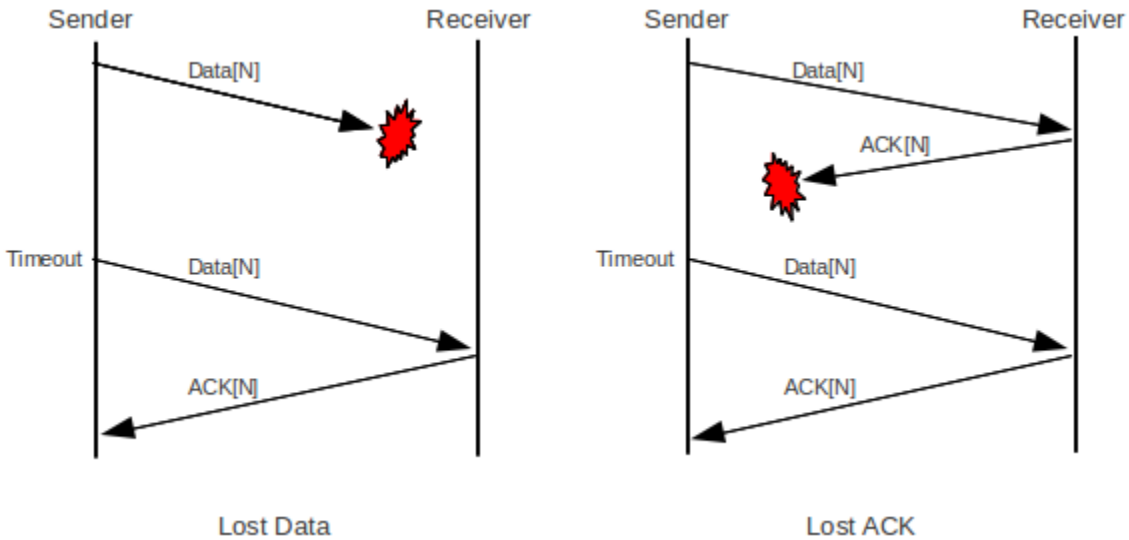 Sender
Receiver
Data[N]
Timeout
Data[N]
ACK[N]
Lost Data
Sender
Receiver
Data[N]
ACK[N]
Timeout
Data[N]
ACK[N]
Lost ACK